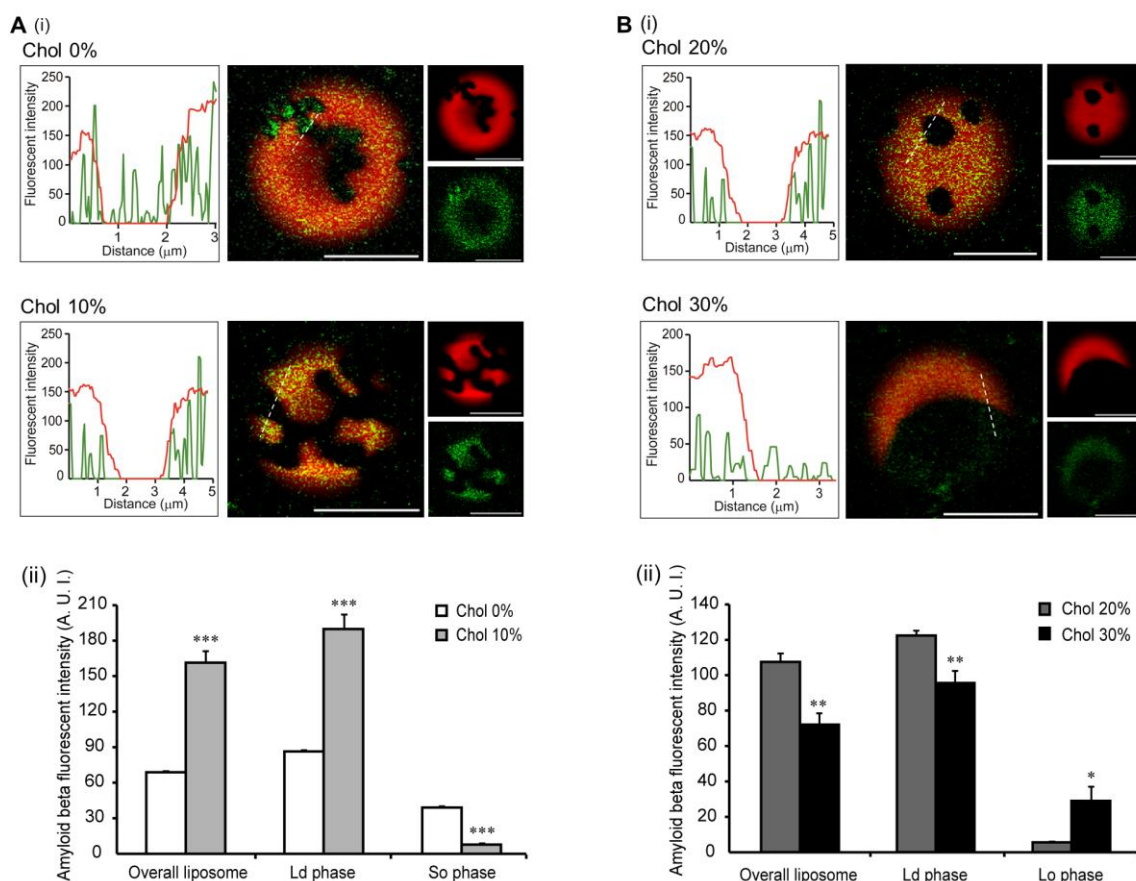 A (i)
Chol 0%
Fluorescent intensity
250
200
150
100
50
0
1 2 3
Distance (μm)
Chol 10%
Fluorescent intensity
250
200
150
100
50
0
1 2 3 4 5
Distance (μm)
(ii)
Amyloid beta fluorescent intensity (A. U. I.)
210
180
150
120
90
60
30
0
Chol 0%
Chol 10%
***
***
***
Overall liposome Ld phase So phase
B (i)
Chol 20%
Fluorescent intensity
250
200
150
100
50
0
1 2 3 4 5
Distance (μm)
Chol 30%
Fluorescent intensity
200
150
100
50
0
1 2 3
Distance (μm)
(ii)
Amyloid beta fluorescent intensity (A. U. I.)
140
120
100
80
60
40
20
0
Chol 20%
Chol 30%
**
**
*
Overall liposome Ld phase Lo phase